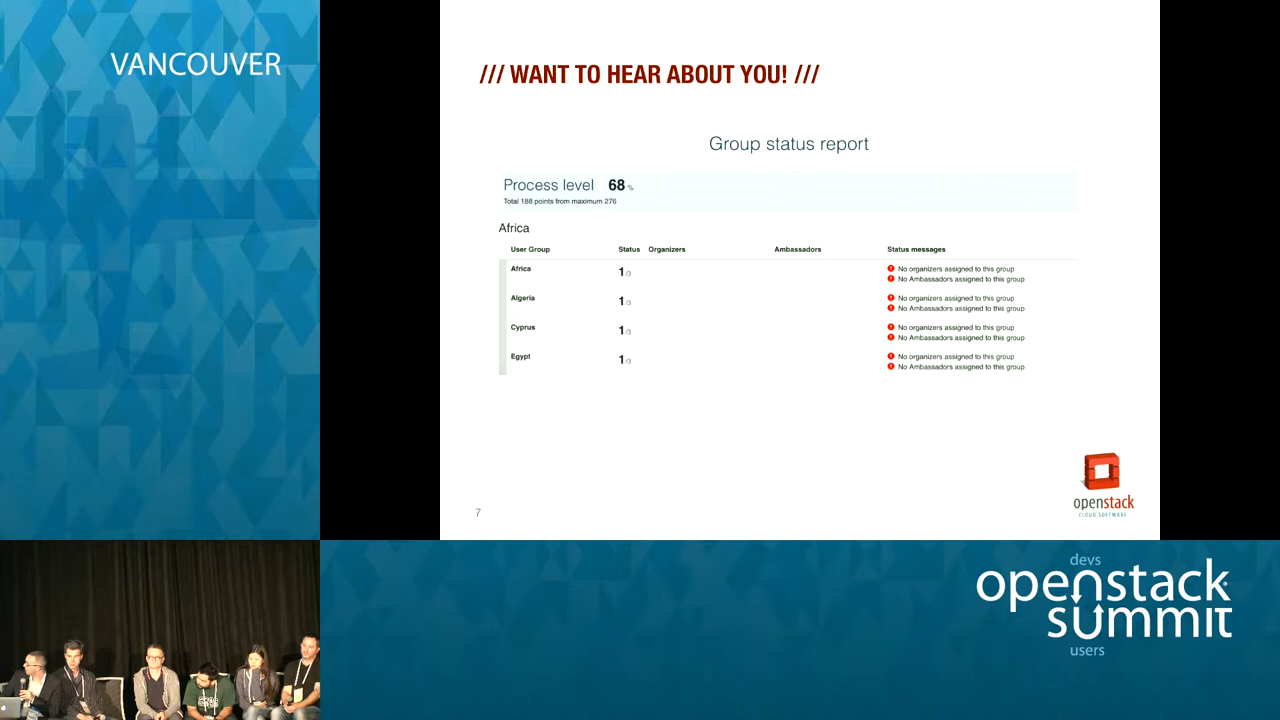 VANCOUVER
/// WANT TO HEAR ABOUT YOU! ///
Group status report
Process level 68 %
Total 188 points from maximum 276
Africa
User Group Status Organizers Ambassadors Status messages
Africa 1/3 No organizers assigned to this group
No Ambassadors assigned to this group
Algeria 1/3 No organizers assigned to this group
No Ambassadors assigned to this group
Cyprus 1/3 No organizers assigned to this group
No Ambassadors assigned to this group
Egypt 1/3 No organizers assigned to this group
No Ambassadors assigned to this group
openstack
CLOUD SOFTWARE
7
devs
openstack
summit
users